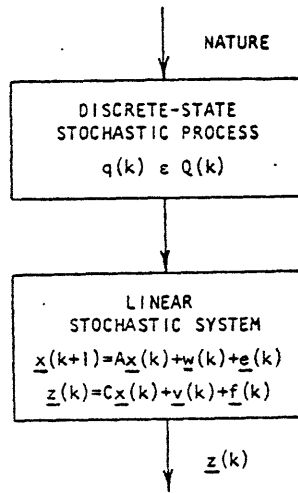 NATURE
DISCRETE-STATE
STOCHASTIC PROCESS
q(k) ε Q(k)
LINEAR
STOCHASTIC SYSTEM
x(k+1)=Ax(k)+w(k)+e(k)
z(k)=Cx(k)+v(k)+f(k)
z(k)